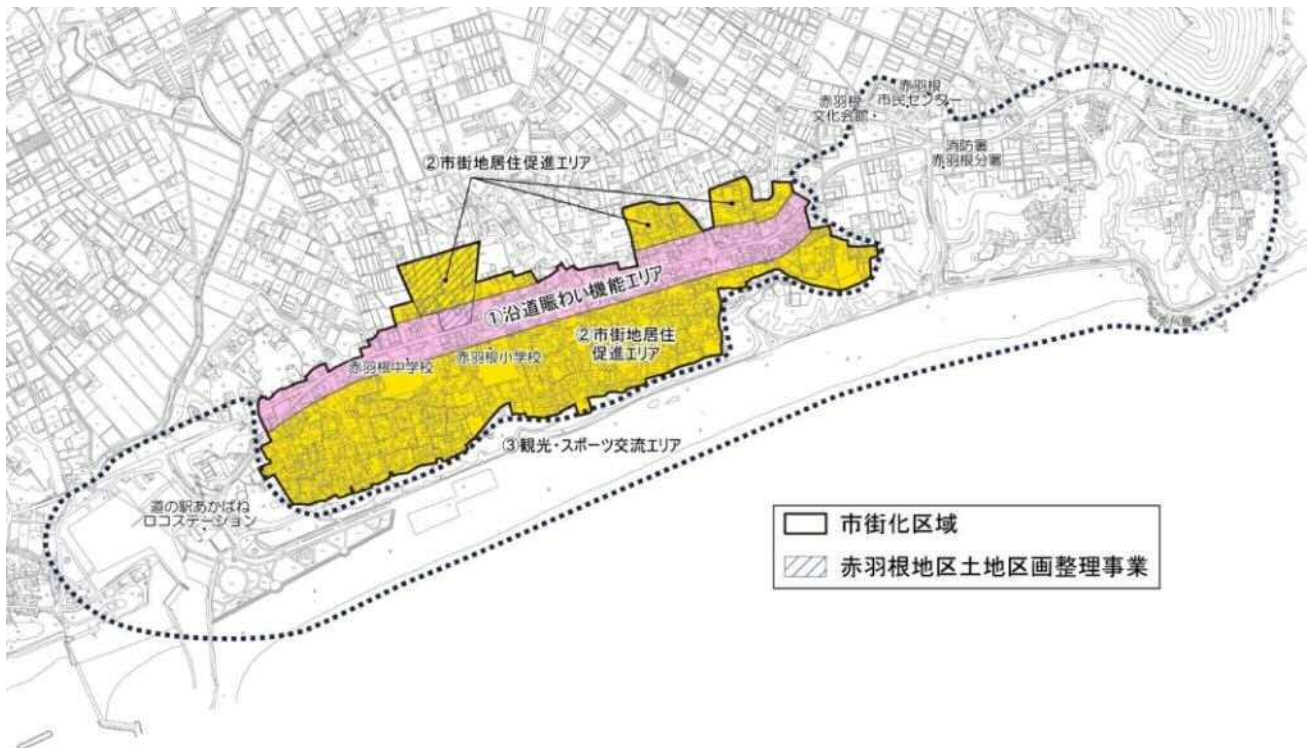 赤羽根
市民センター
赤羽根
文化会館
消防署
赤羽根分署
②市街地居住促進エリア
①沿道賑わい機能エリア
②市街地居住
促進エリア
赤羽根中学校
赤羽根小学校
③観光・スポーツ交流エリア
道の駅あかばね
ロコステーション
市街化区域
赤羽根地区土地区画整理事業